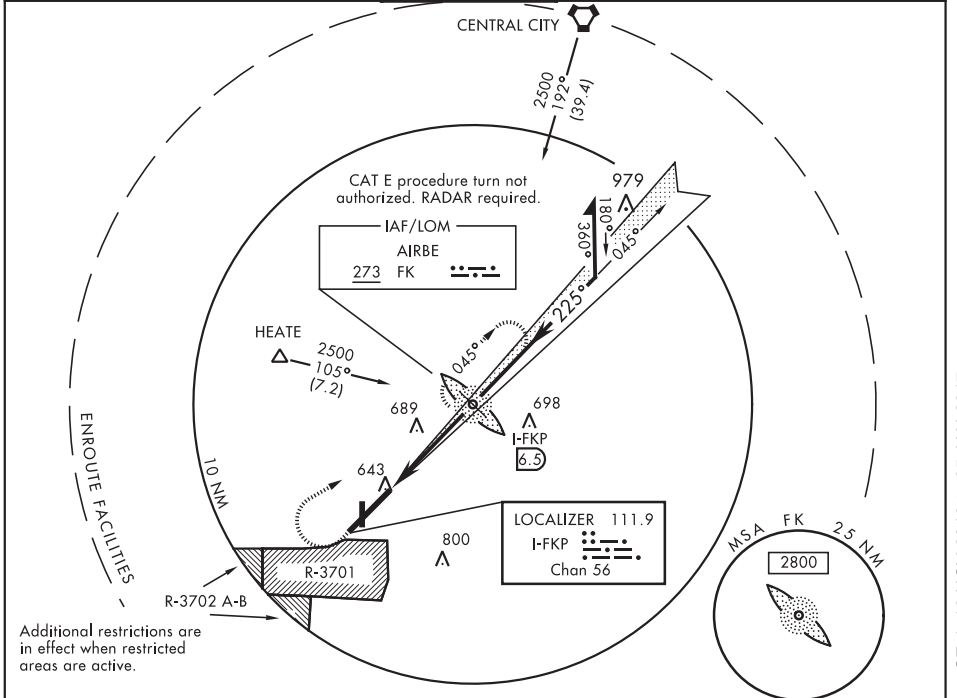 CENTRAL CITY
2500
192°
(39.4)
CAT E procedure turn not
authorized. RADAR required.
979
IAF/LOM
AIRBE
273 FK
360°
180°
045°
225°
HEATE
2500
105°
(7.2)
045°
689
698
I-FKP
6.5
643
ENROUTE FACILITIES
10 NM
LOCALIZER 111.9
I-FKP
Chan 56
800
R-3701
R-3702 A-B
Additional restrictions are
in effect when restricted
areas are active.
MSA FK 25 NM
2800